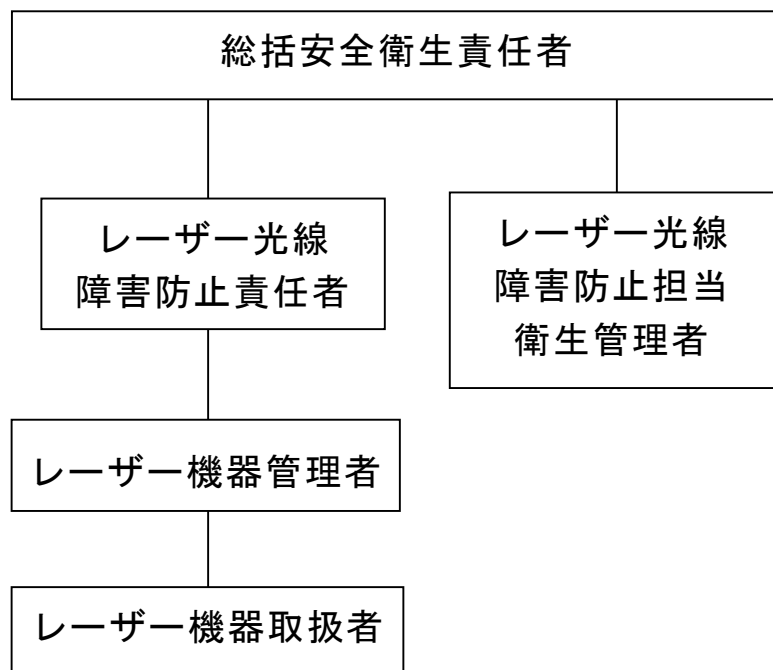 総括安全衛生責任者
レーザー光線
障害防止責任者
レーザー光線
障害防止担当
衛生管理者
レーザー機器管理者
レーザー機器取扱者